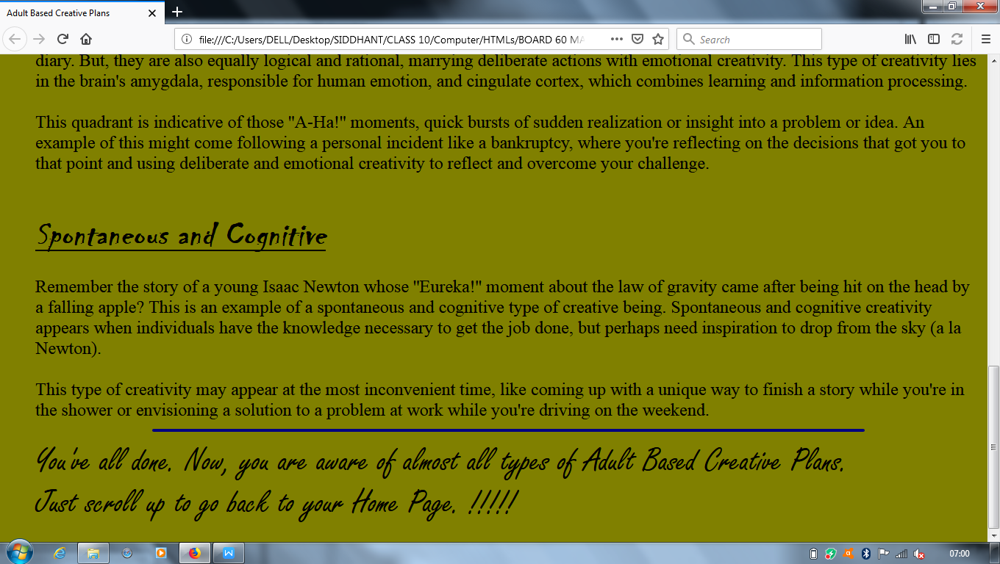 Adult Based Creative Plans
file:///C:/Users/DELL/Desktop/SIDDHANT/CLASS 10/Computer/HTMLs/BOARD 60 MA
Search
diary. But, they are also equally logical and rational, marrying deliberate actions with emotional creativity. This type of creativity lies
in the brain's amygdala, responsible for human emotion, and cingulate cortex, which combines learning and information processing.
This quadrant is indicative of those "A-Ha!" moments, quick bursts of sudden realization or insight into a problem or idea. An
example of this might come following a personal incident like a bankruptcy, where you're reflecting on the decisions that got you to
that point and using deliberate and emotional creativity to reflect and overcome your challenge.
Spontaneous and Cognitive
Remember the story of a young Isaac Newton whose "Eureka!" moment about the law of gravity came after being hit on the head by
a falling apple? This is an example of a spontaneous and cognitive type of creative being. Spontaneous and cognitive creativity
appears when individuals have the knowledge necessary to get the job done, but perhaps need inspiration to drop from the sky (a la
Newton).
This type of creativity may appear at the most inconvenient time, like coming up with a unique way to finish a story while you're in
the shower or envisioning a solution to a problem at work while you're driving on the weekend.
You've all done. Now, you are aware of almost all types of Adult Based Creative Plans.
Just scroll up to go back to your Home Page. !!!!!
07:00